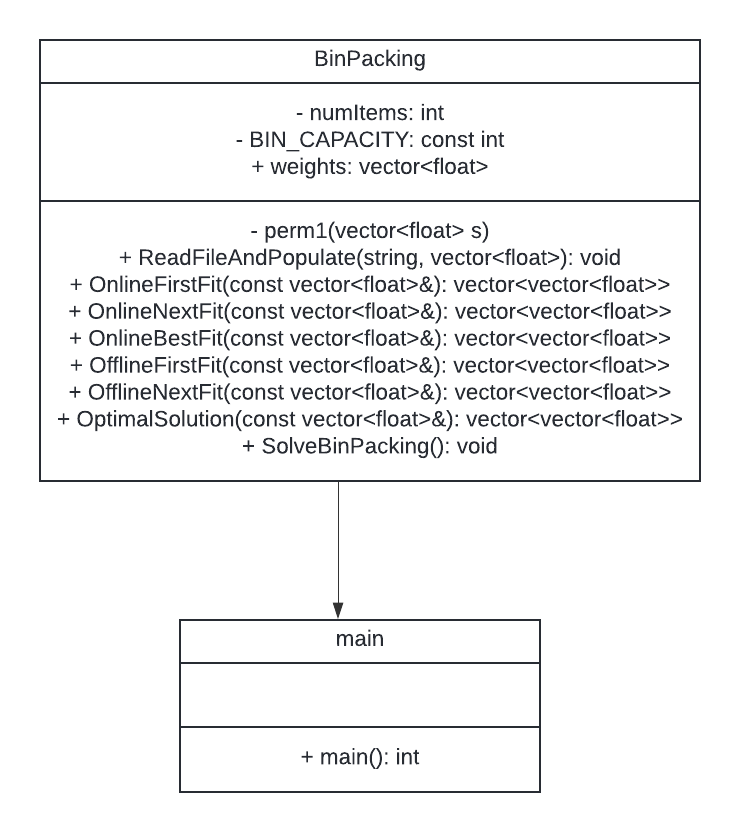 BinPacking
- numItems: int
- BIN_CAPACITY: const int
+ weights: vector<float>
- perm1(vector<float> s)
+ ReadFileAndPopulate(string, vector<float>): void
+ OnlineFirstFit(const vector<float>&): vector<vector<float>>
+ OnlineNextFit(const vector<float>&): vector<vector<float>>
+ OnlineBestFit(const vector<float>&): vector<vector<float>>
+ OfflineFirstFit(const vector<float>&): vector<vector<float>>
+ OfflineNextFit(const vector<float>&): vector<vector<float>>
+ OptimalSolution(const vector<float>&): vector<vector<float>>
+ SolveBinPacking(): void
main
+ main(): int